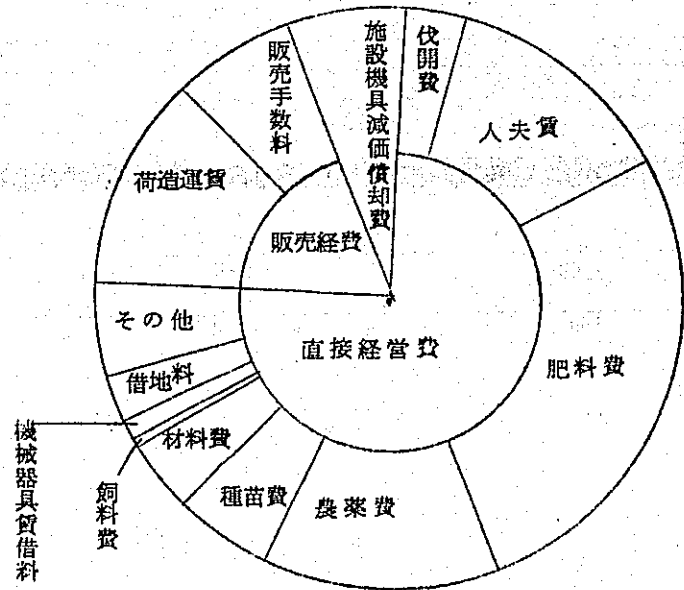 施設機具減価償却費
伐開費
人夫賃
肥料費
農薬費
種苗費
材料費
飼料費
機械器具賃借料
借地料
その他
荷造運賃
販売手数料
販売経費
直接経営費